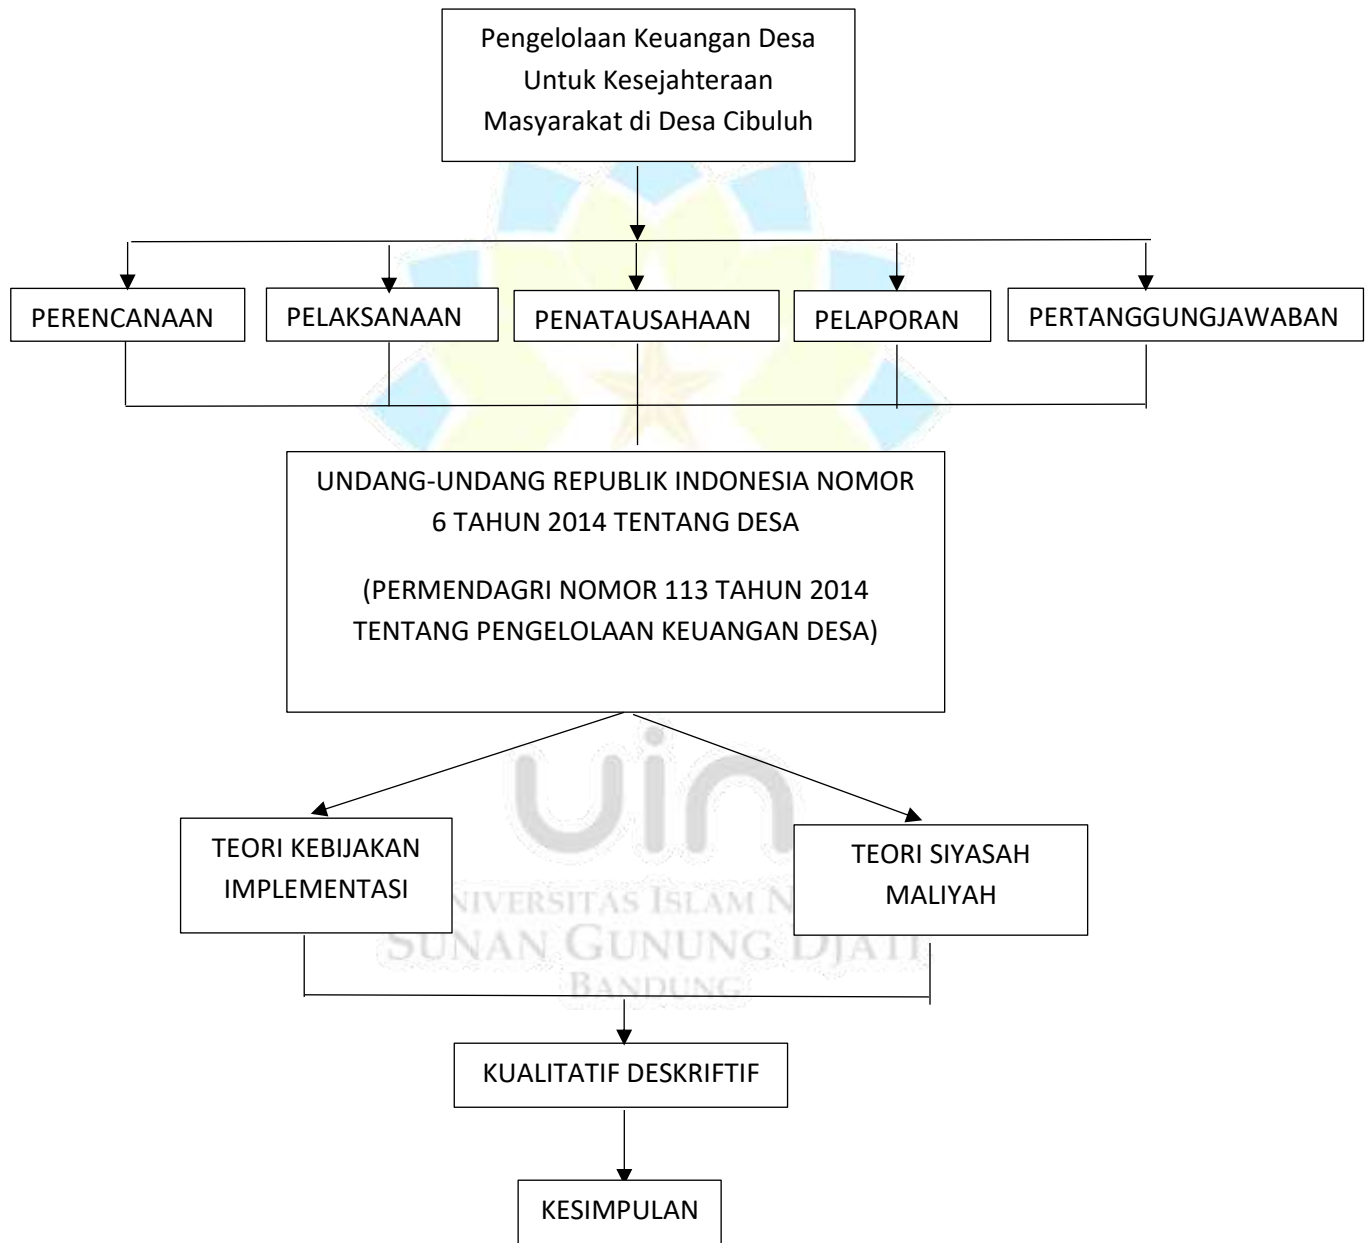 Pengelolaan Keuangan Desa
Untuk Kesejahteraan
Masyarakat di Desa Cibuluh
PERENCANAAN
PELAKSANAAN
PENATAUSAHAAN
PELAPORAN
PERTANGGUNGJAWABAN
UNDANG-UNDANG REPUBLIK INDONESIA NOMOR
6 TAHUN 2014 TENTANG DESA
(PERMENDAGRI NOMOR 113 TAHUN 2014
TENTANG PENGELOLAAN KEUANGAN DESA)
uin
TEORI KEBIJAKAN
IMPLEMENTASI
TEORI SIYASAH
MALIYAH
NIVERSITAS ISLAM N
SUNAN GUNUNG DJATI
BANDUNG
KUALITATIF DESKRIFTIF
KESIMPULAN